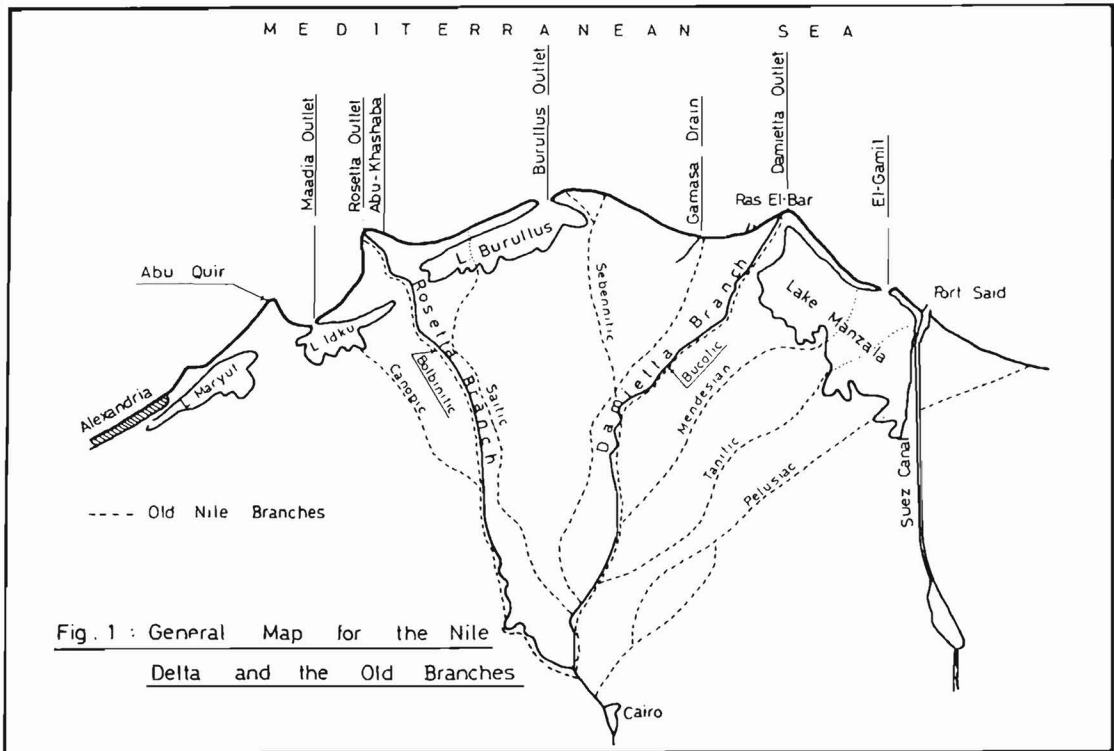 MEDITERRANEAN SEA
Maadia Outlet
Rosetta Outlet
Abu-Khashaba
Burullus Outlet
Gamasa Drain
Damietta Outlet
El-Gamil
Ras El-Bar
Abu Quir
Port Said
L Burullus
L Idku
L Maryut
Alexandria
Lake Manzala
Rosetta Branch
Bolbinitic
Canopic
Saitic
Sebennitic
Damietta Branch
Bucolic
Mendesian
Tanitic
Pelusiac
Suez Canal
---- Old Nile Branches
Fig. 1 : General Map for the Nile
Delta and the Old Branches
Cairo